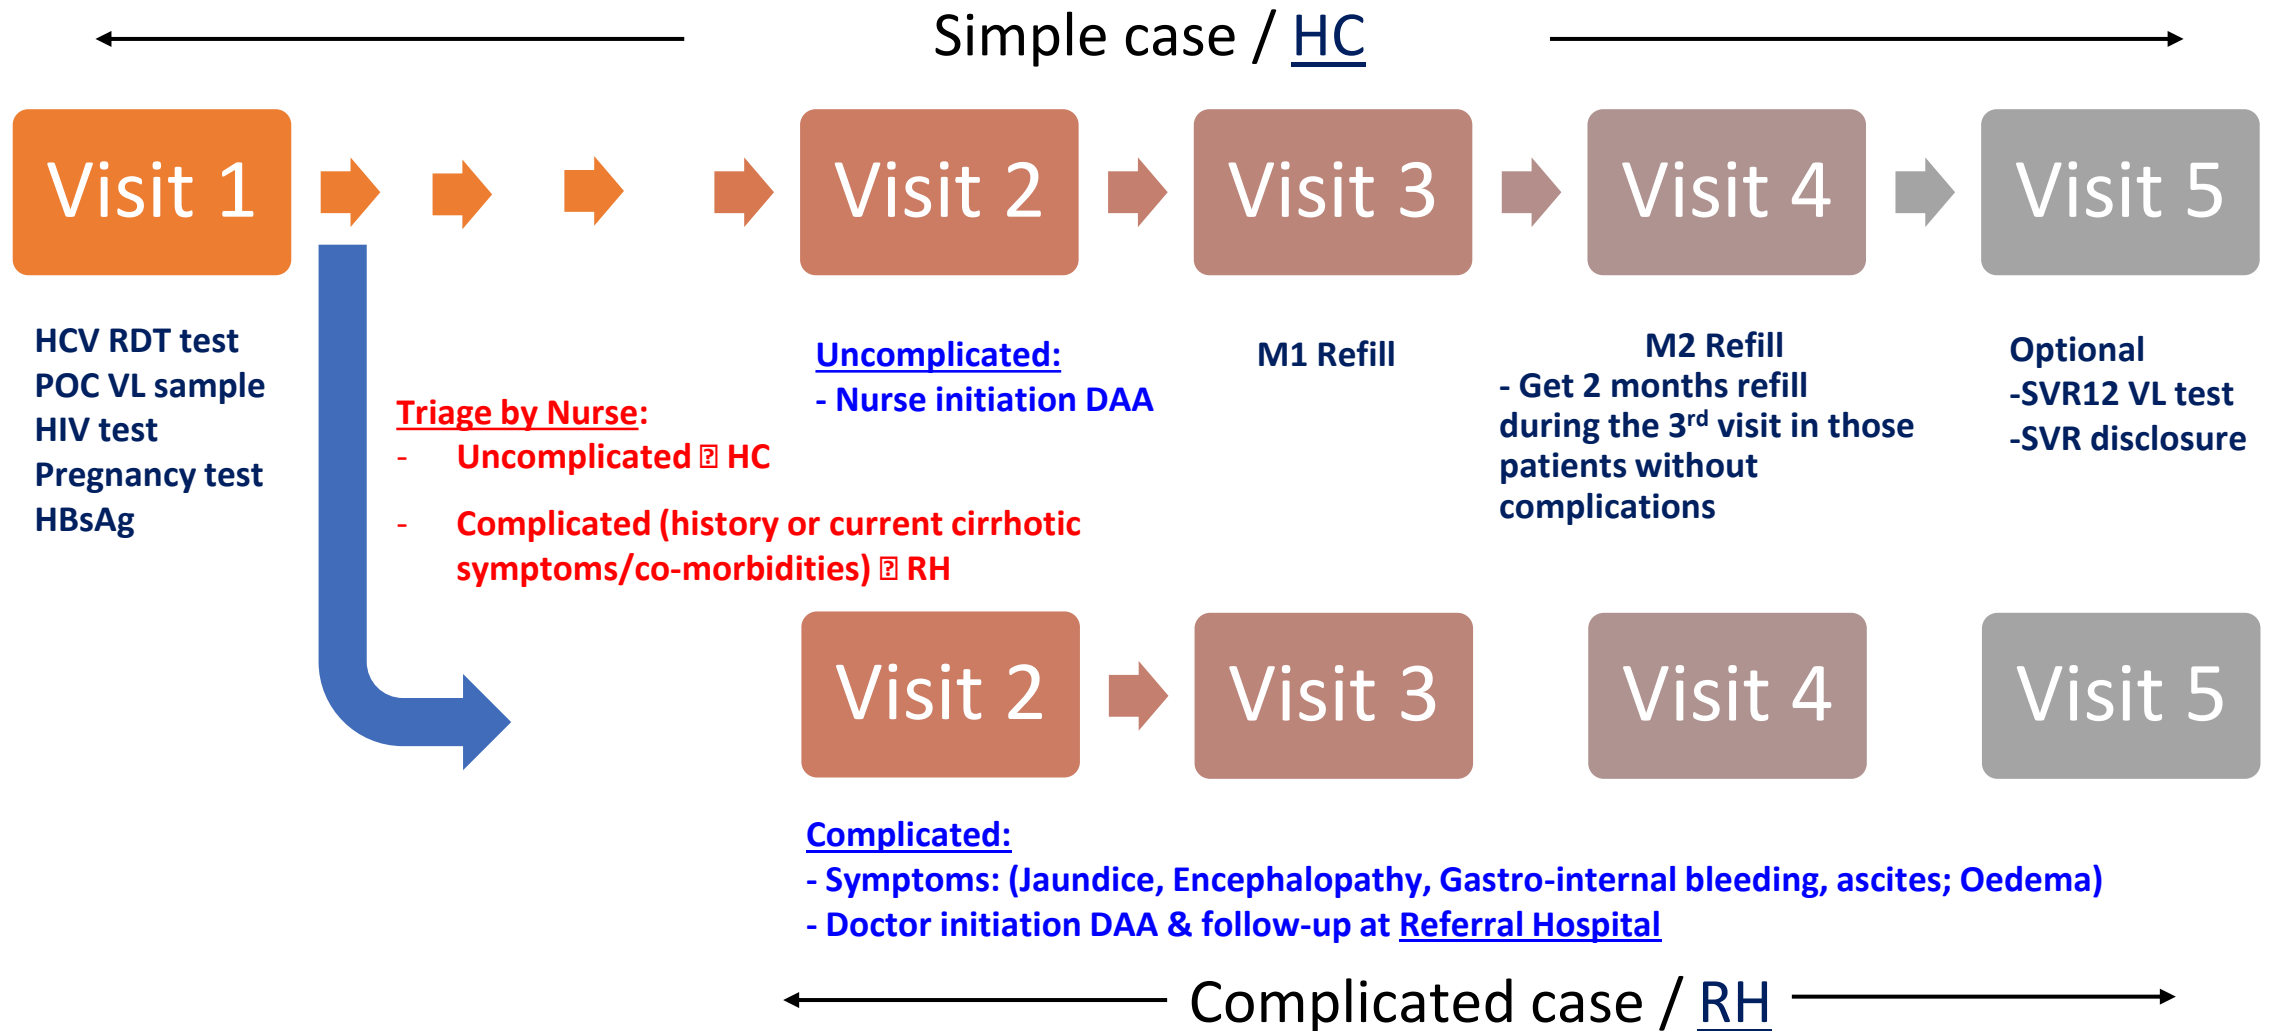 Simple case / HC
Visit 1
Visit 2
Visit 3
Visit 4
Visit 5
HCV RDT test
POC VL sample
HIV test
Pregnancy test
HBsAg
Triage by Nurse:
- Uncomplicated ⍰ HC
- Complicated (history or current cirrhotic
symptoms/co-morbidities) ⍰ RH
Uncomplicated:
- Nurse initiation DAA
M1 Refill
M2 Refill
- Get 2 months refill
during the 3rd visit in those
patients without
complications
Optional
-SVR12 VL test
-SVR disclosure
Visit 2
Visit 3
Visit 4
Visit 5
Complicated:
- Symptoms: (Jaundice, Encephalopathy, Gastro-internal bleeding, ascites; Oedema)
- Doctor initiation DAA & follow-up at Referral Hospital
Complicated case / RH